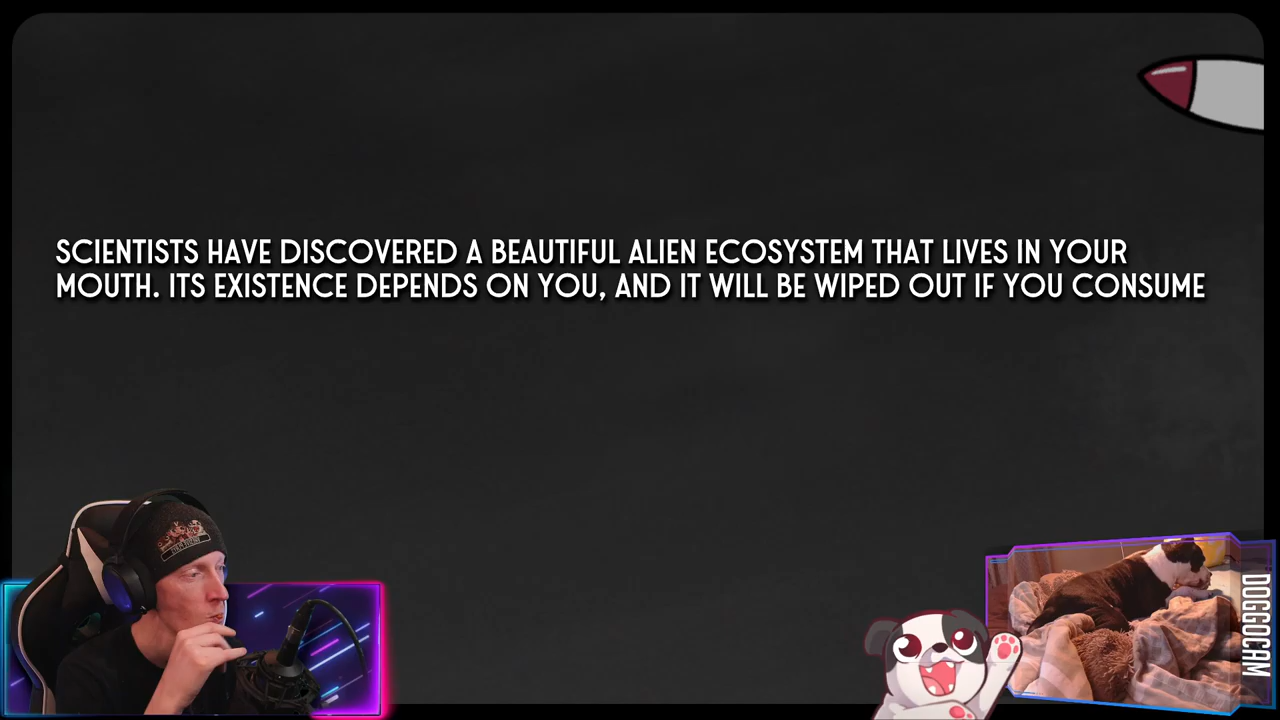 SCIENTISTS HAVE DISCOVERED A BEAUTIFUL ALIEN ECOSYSTEM THAT LIVES IN YOUR
MOUTH. ITS EXISTENCE DEPENDS ON YOU, AND IT WILL BE WIPED OUT IF YOU CONSUME
DOGGOCAM